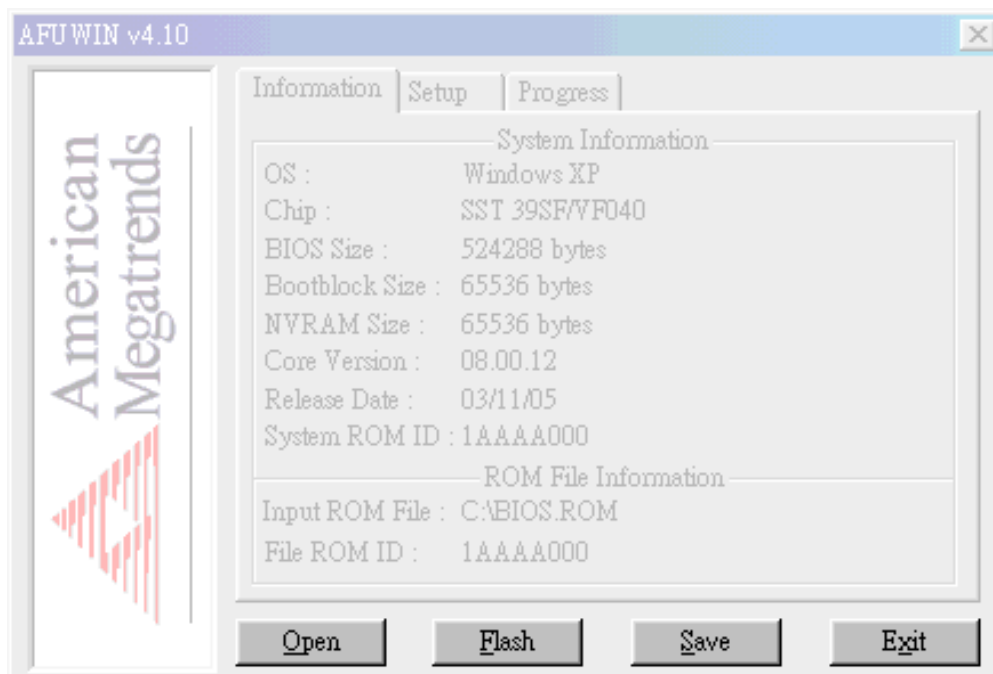 AFUWIN v4.10
American
Megatrends
Information
Setup
Progress
System Information
OS : Windows XP
Chip : SST 39SF/VF040
BIOS Size : 524288 bytes
Bootblock Size : 65536 bytes
NVRAM Size : 65536 bytes
Core Version : 08.00.12
Release Date : 03/11/05
System ROM ID : 1AAAA000
ROM File Information
Input ROM File : C:\BIOS.ROM
File ROM ID : 1AAAA000
Open
Flash
Save
Exit